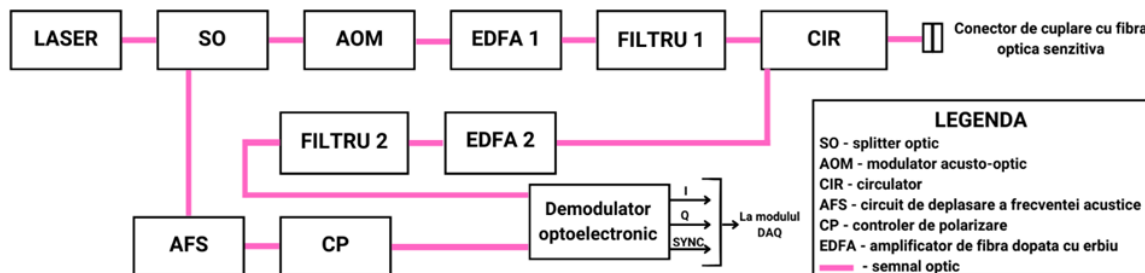 LASER
SO
AOM
EDFA 1
FILTRU 1
CIR
Conector de cuplare cu fibra
optica senzitiva
FILTRU 2
EDFA 2
AFS
CP
Demodulator
optoelectronic
I
Q
SYNC
La modulul
DAQ
LEGENDA
SO - splitter optic
AOM - modulator acusto-optic
CIR - circulator
AFS - circuit de deplasare a frecventei acustice
CP - controler de polarizare
EDFA - amplificator de fibra dopata cu erbiu
- semnal optic